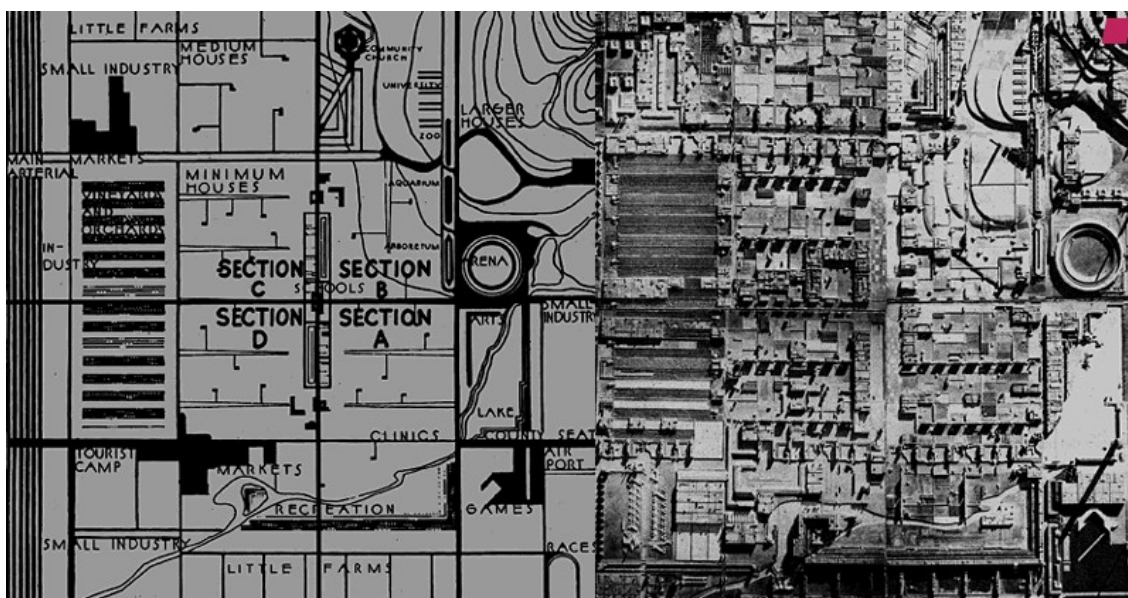 LITTLE FARMS
MEDIUM
HOUSES
COMMUNITY
CHURCH
SMALL INDUSTRY
UNIVERSITY
LARGER
HOUSES
ZOO
MAIN
ARTERIAL
MARKETS
MINIMUM
HOUSES
AQUARIUM
VINEYARDS
AND
ORCHARDS
ARBORETUM
IN-
DUSTRY
SECTION
C
SECTION
B
SCHOOLS
ARENA
SECTION
D
SECTION
A
ARTS
SMALL
INDUSTRY
LAKE
CLINICS
COUNTY SEAT
TOURIST
CAMP
MARKETS
AIR
PORT
RECREATION
GAMES
SMALL INDUSTRY
RACES
LITTLE FARMS